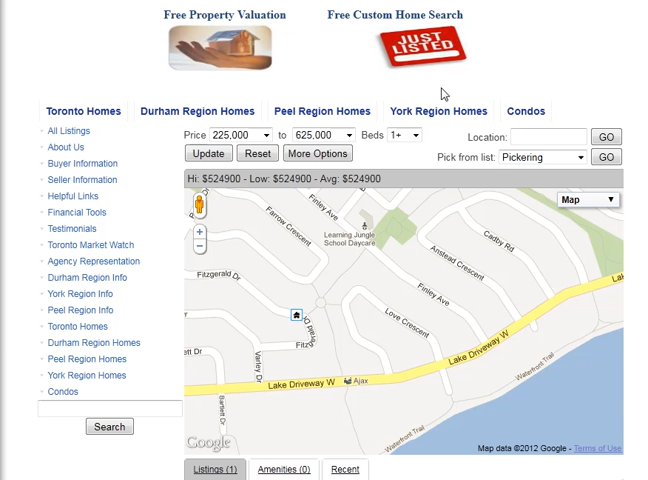 Free Property Valuation
Free Custom Home Search
JUST
LISTED
Toronto Homes
Durham Region Homes
Peel Region Homes
York Region Homes
Condos
All Listings
About Us
Buyer Information
Seller Information
Helpful Links
Financial Tools
Testimonials
Toronto Market Watch
Agency Representation
Durham Region Info
York Region Info
Peel Region Info
Toronto Homes
Durham Region Homes
Peel Region Homes
York Region Homes
Condos
Search
Price 225,000 to 625,000 Beds 1+
Location: GO
Update Reset More Options
Pick from list: Pickering GO
Hi: $524900 - Low: $524900 - Avg: $524900
Map
Finley Ave
Finley Ave
Farrow Crescent
Learning Jungle
School Daycare
Cadby Rd
Anstead Crescent
Fitzgerald Dr
Finley Ave
Love Crescent
Lake Driveway W
Varley Dr
Lake Driveway W
Ajax
Bartlett Dr
Waterfront Trail
Waterfront Trail
Google
Map data ©2012 Google - Terms of Use
Listings (1)
Amenities (0)
Recent